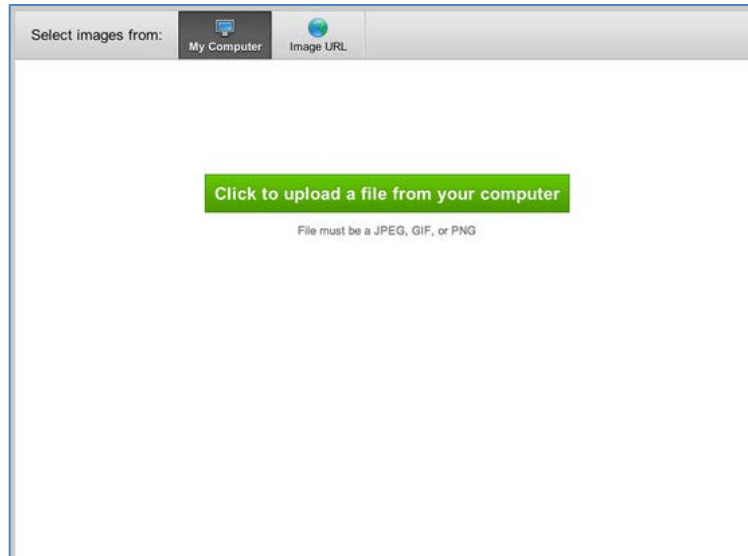 Select images from:
My Computer
Image URL
Click to upload a file from your computer
File must be a JPEG, GIF, or PNG